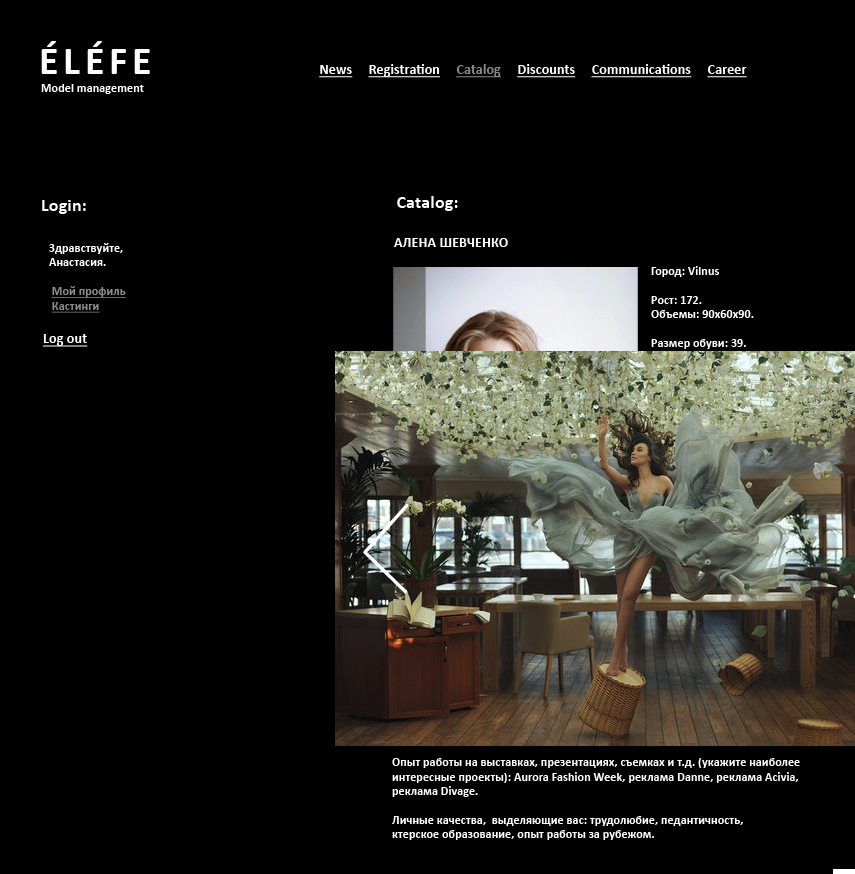 ÉLÉFE
Model management
News Registration Catalog Discounts Communications Career
Login:
Здравствуйте,
Анастасия.
Мой профиль
Кастинги
Log out
Catalog:
АЛЕНА ШЕВЧЕНКО
Город: Vilnus
Рост: 172.
Объемы: 90х60х90.
Размер обуви: 39.
Опыт работы на выставках, презентациях, съемках и т.д. (укажите наиболее
интересные проекты): Aurora Fashion Week, реклама Danne, реклама Acivia,
реклама Divage.
Личные качества,  выделяющие вас: трудолюбие, педантичность,
ктерское образование, опыт работы за рубежом.